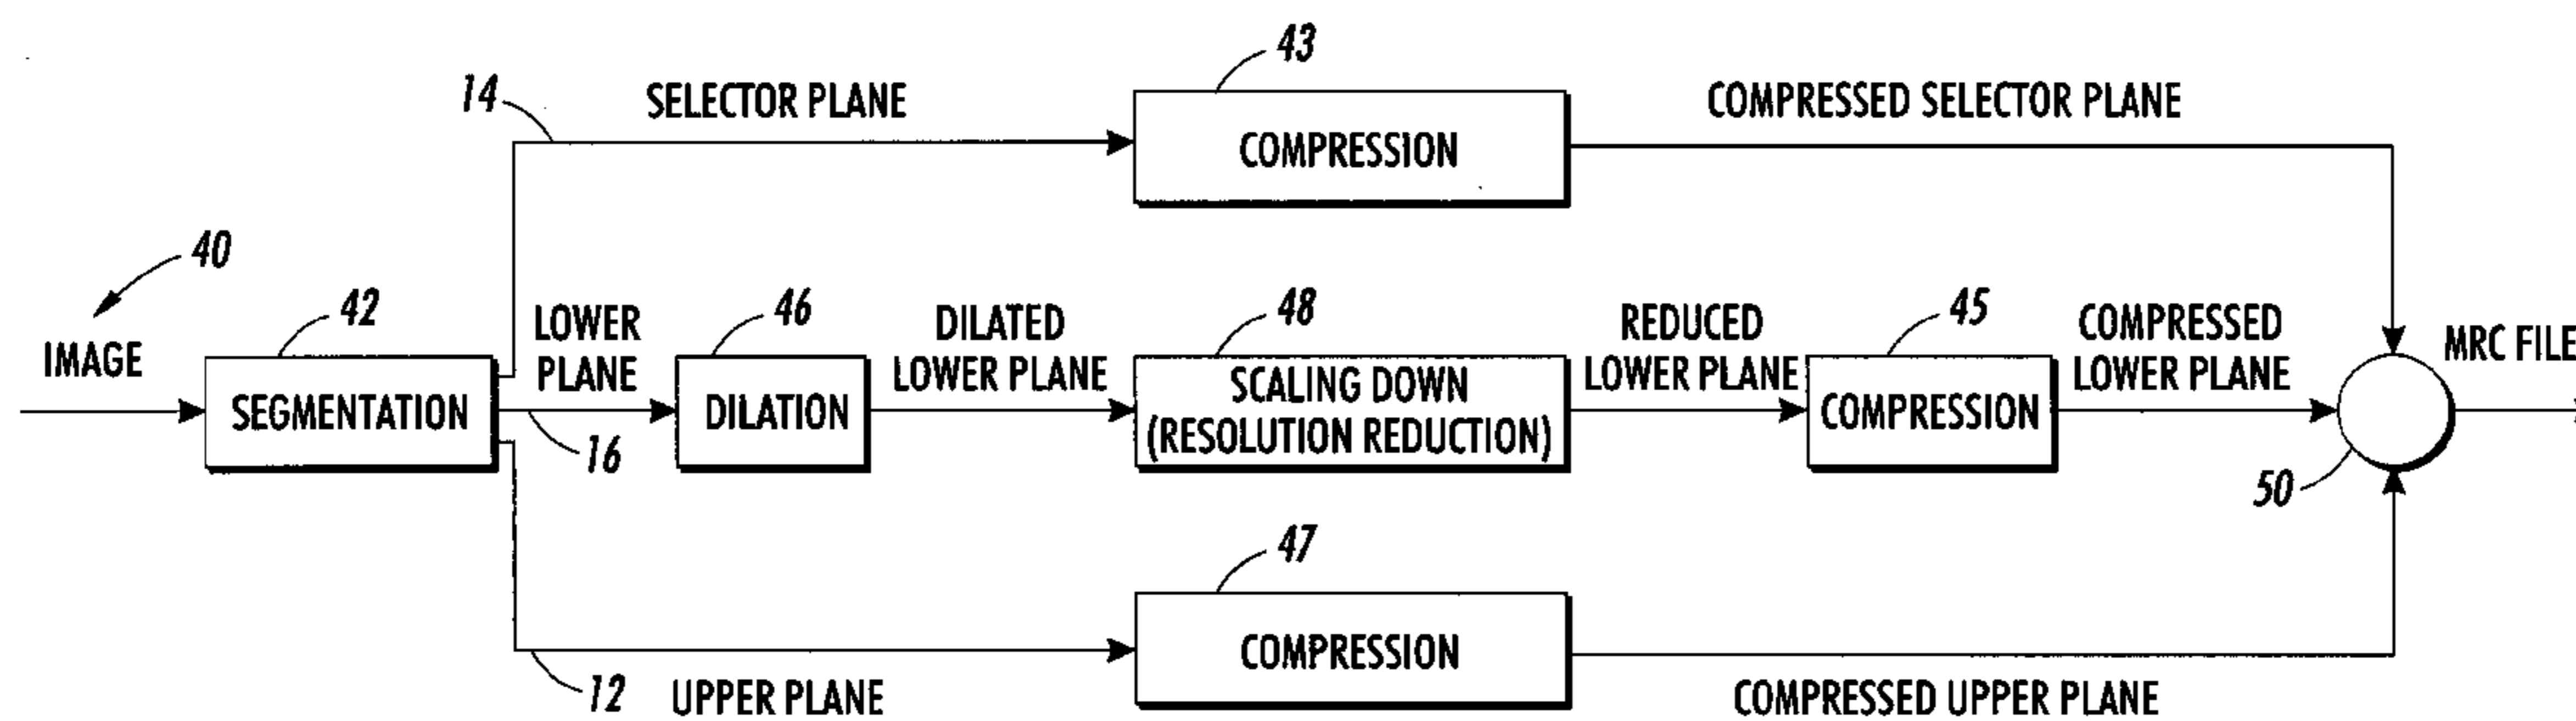 43
14
SELECTOR PLANE
COMPRESSED SELECTOR PLANE
COMPRESSION
40
42
LOWER
PLANE
46
DILATED
LOWER PLANE
48
REDUCED
LOWER PLANE
45
COMPRESSED
LOWER PLANE
MRC FILE
IMAGE
SEGMENTATION
DILATION
SCALING DOWN
(RESOLUTION REDUCTION)
COMPRESSION
16
50
47
COMPRESSION
12
UPPER PLANE
COMPRESSED UPPER PLANE